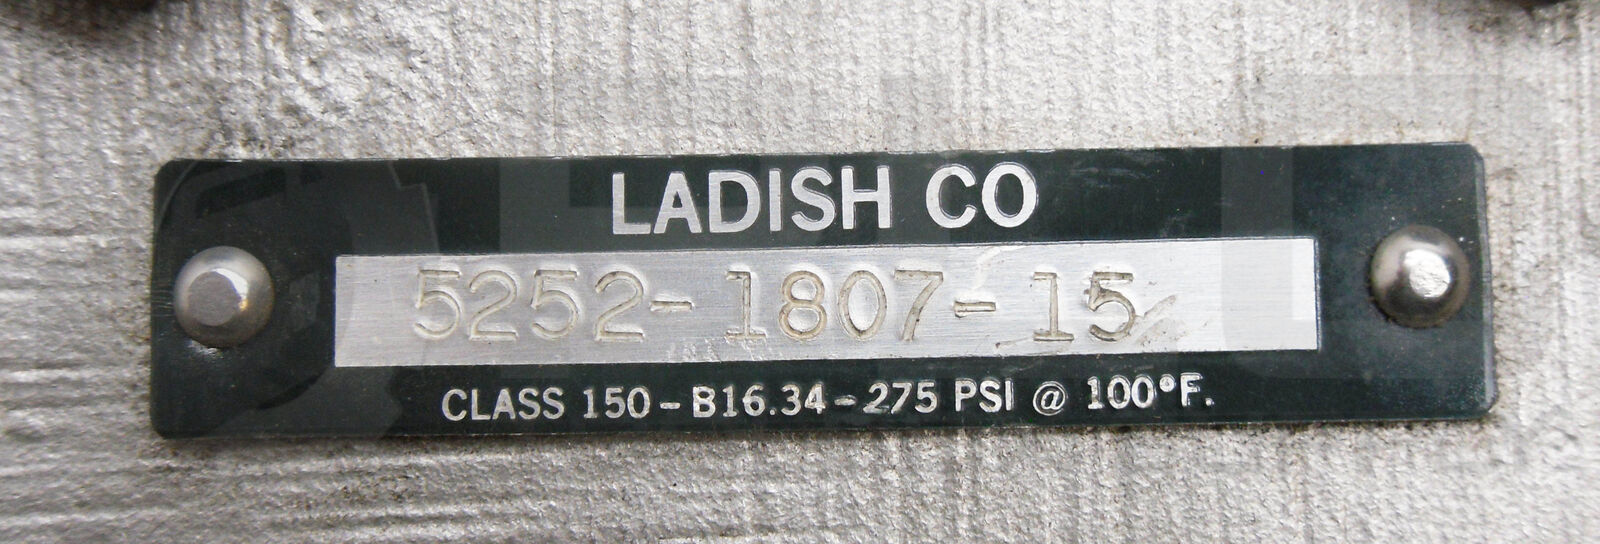 LADISH CO
5252-1807-15
CLASS 150-B16.34-275 PSI @ 100°F.